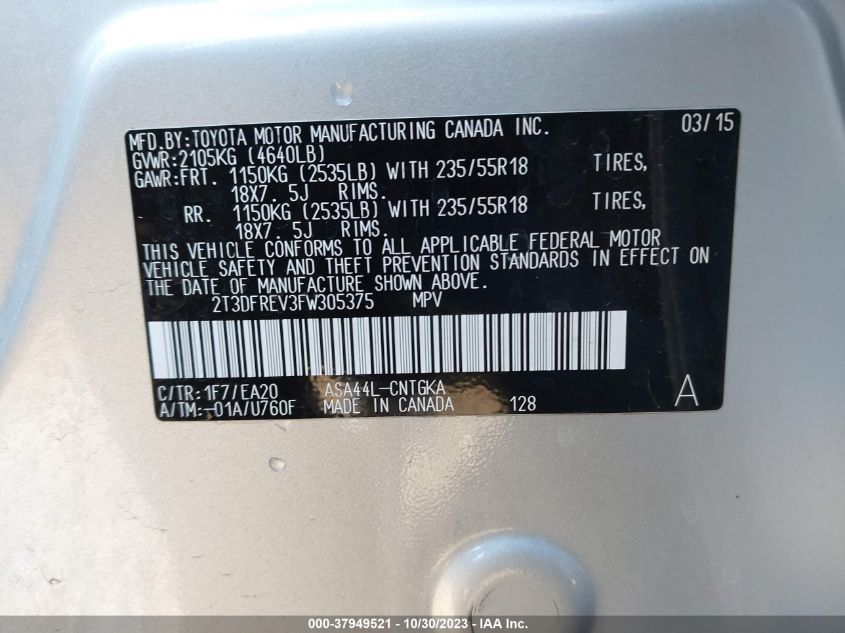 MFD.BY:TOYOTA MOTOR MANUFACTURING CANADA INC. 03/15
GVWR:2105KG (4640LB)
GAWR:FRT. 1150KG (2535LB) WITH 235/55R18 TIRES,
18X7. 5J RIMS.
RR. 1150KG (2535LB) WITH 235/55R18 TIRES,
18X7. 5J RIMS.
THIS VEHICLE CONFORMS TO ALL APPLICABLE FEDERAL MOTOR
VEHICLE SAFETY AND THEFT PREVENTION STANDARDS IN EFFECT ON
THE DATE OF MANUFACTURE SHOWN ABOVE.
2T3DFREV3FW305375 MPV
C/TR:1F7/EA20 ASA44L-CNTGKA
A/TM:-01A/U760F MADE IN CANADA 128 A
000-37949521 - 10/30/2023 - IAA Inc.